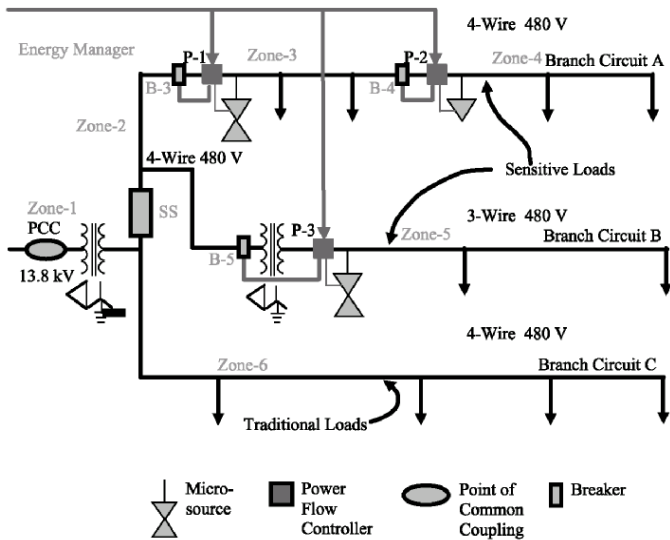 4-Wire 480 V
Energy Manager
P-1
Zone-3
P-2
Zone-4
Branch Circuit A
B-3
B-4
Zone-2
4-Wire 480 V
Sensitive Loads
Zone-1
PCC
SS
P-3
3-Wire 480 V
Zone-5
Branch Circuit B
B-5
13.8 kV
4-Wire 480 V
Zone-6
Branch Circuit C
Traditional Loads
Micro-
source
Power
Flow
Controller
Point of
Common
Coupling
Breaker